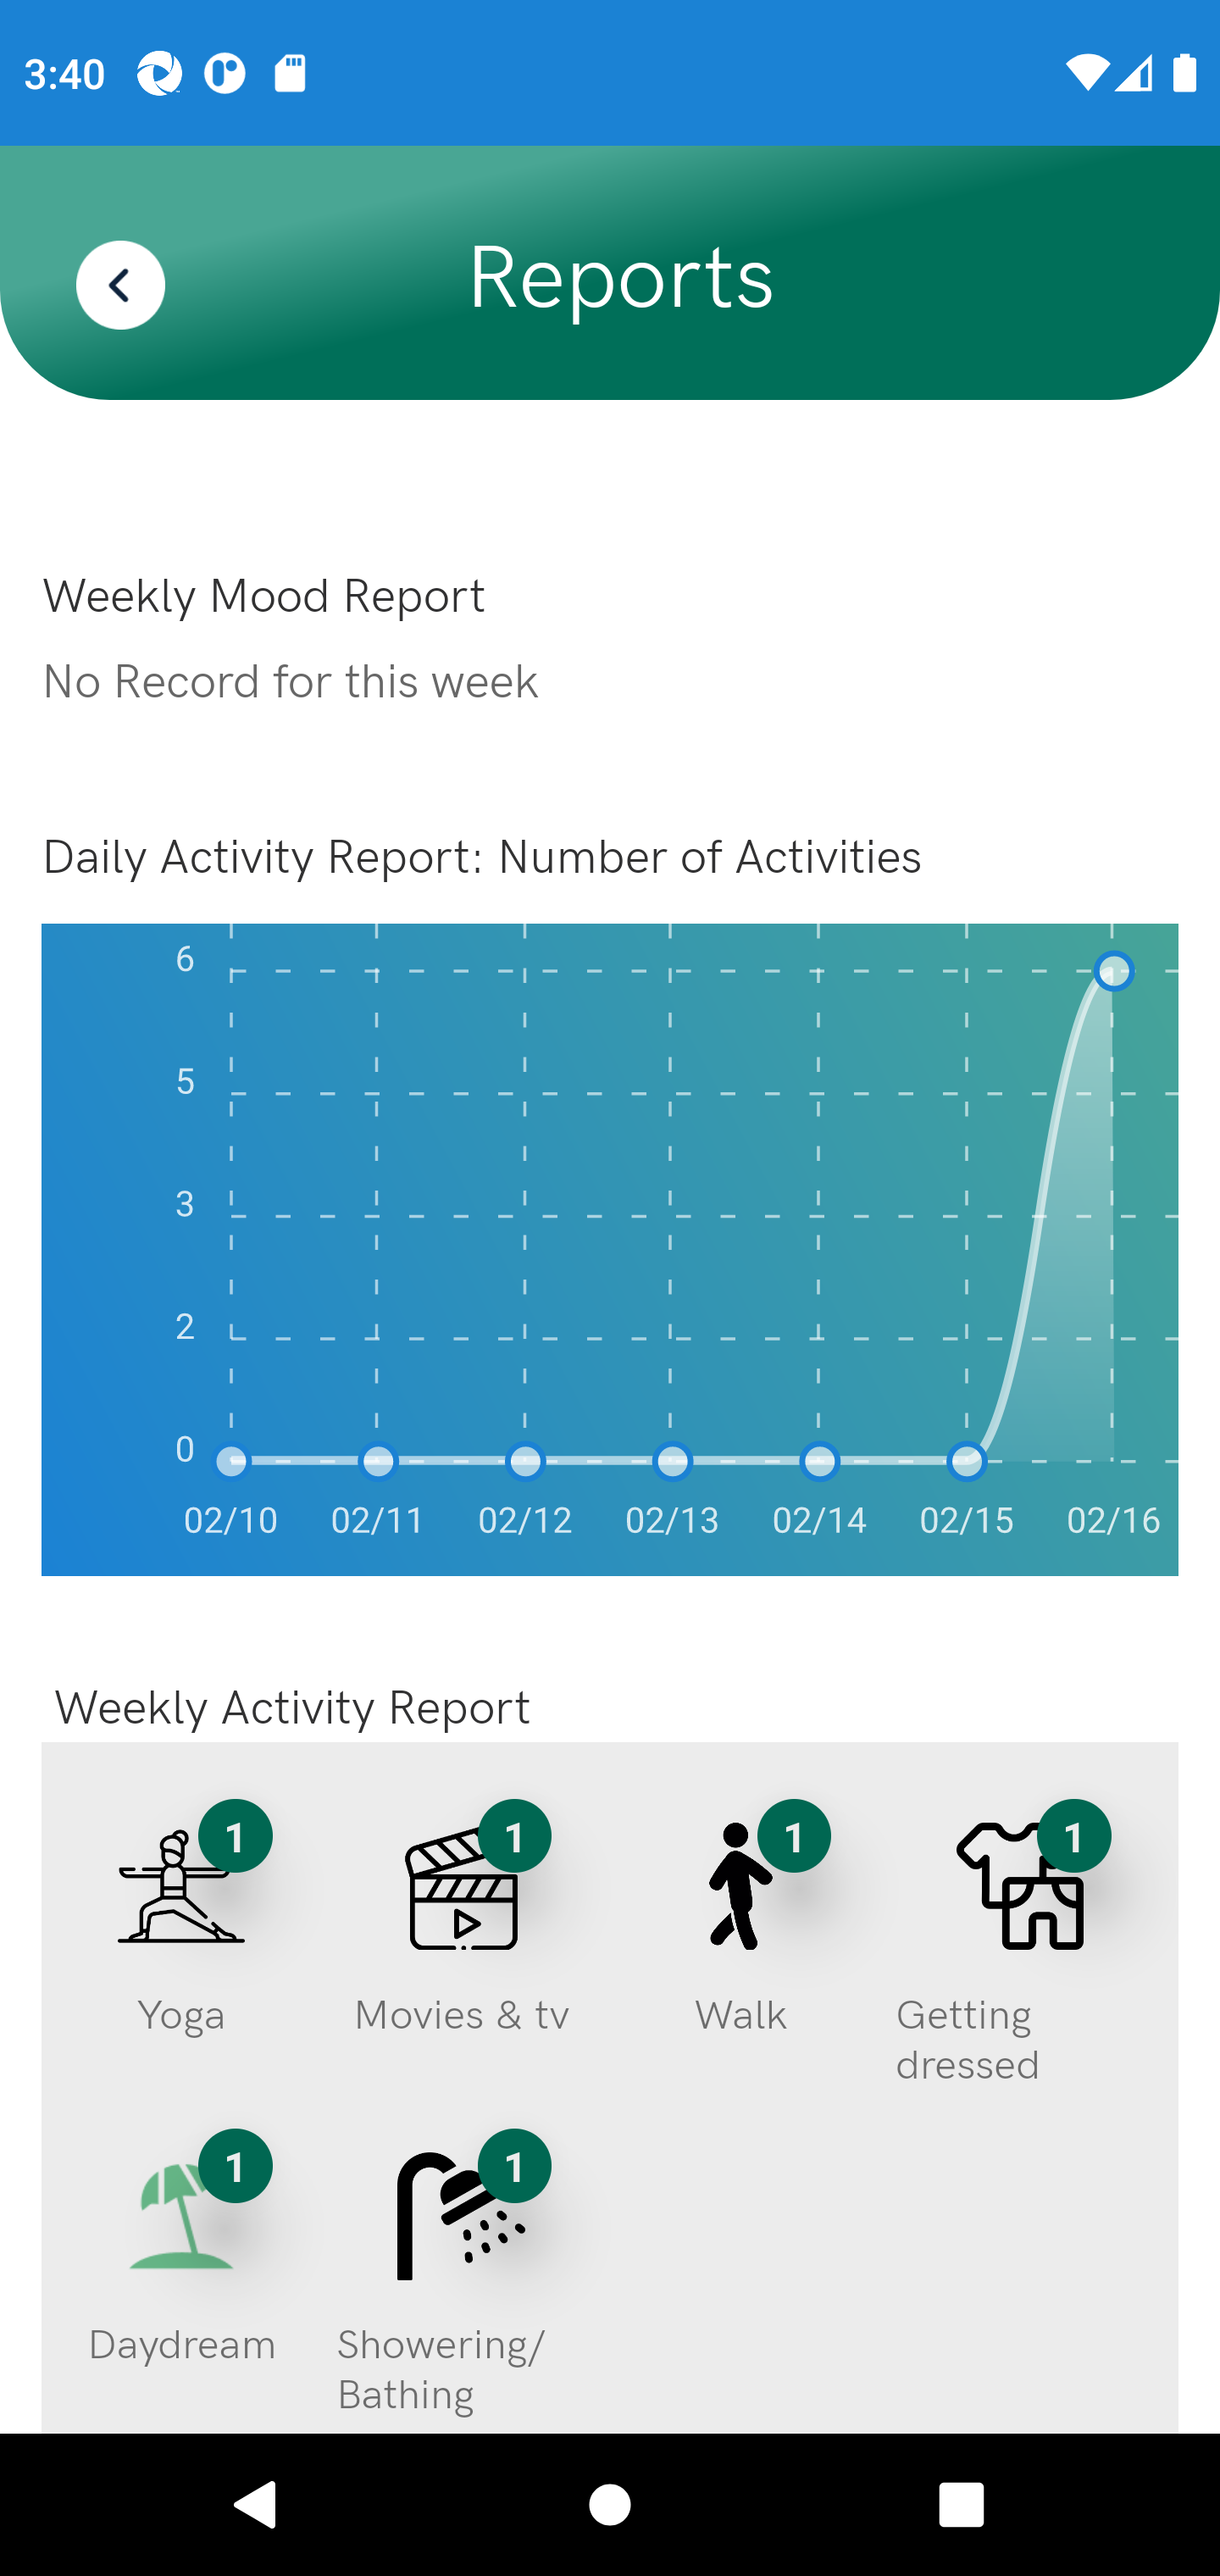 3:40
Reports
Weekly Mood Report
No Record for this week
Daily Activity Report: Number of Activities
6
5
3
2
0
02/10 02/11 02/12 02/13 02/14 02/15 02/16
Weekly Activity Report
1 1 1 1
Yoga Movies & tv Walk Getting
dressed
1 1
Daydream Showering/
Bathing